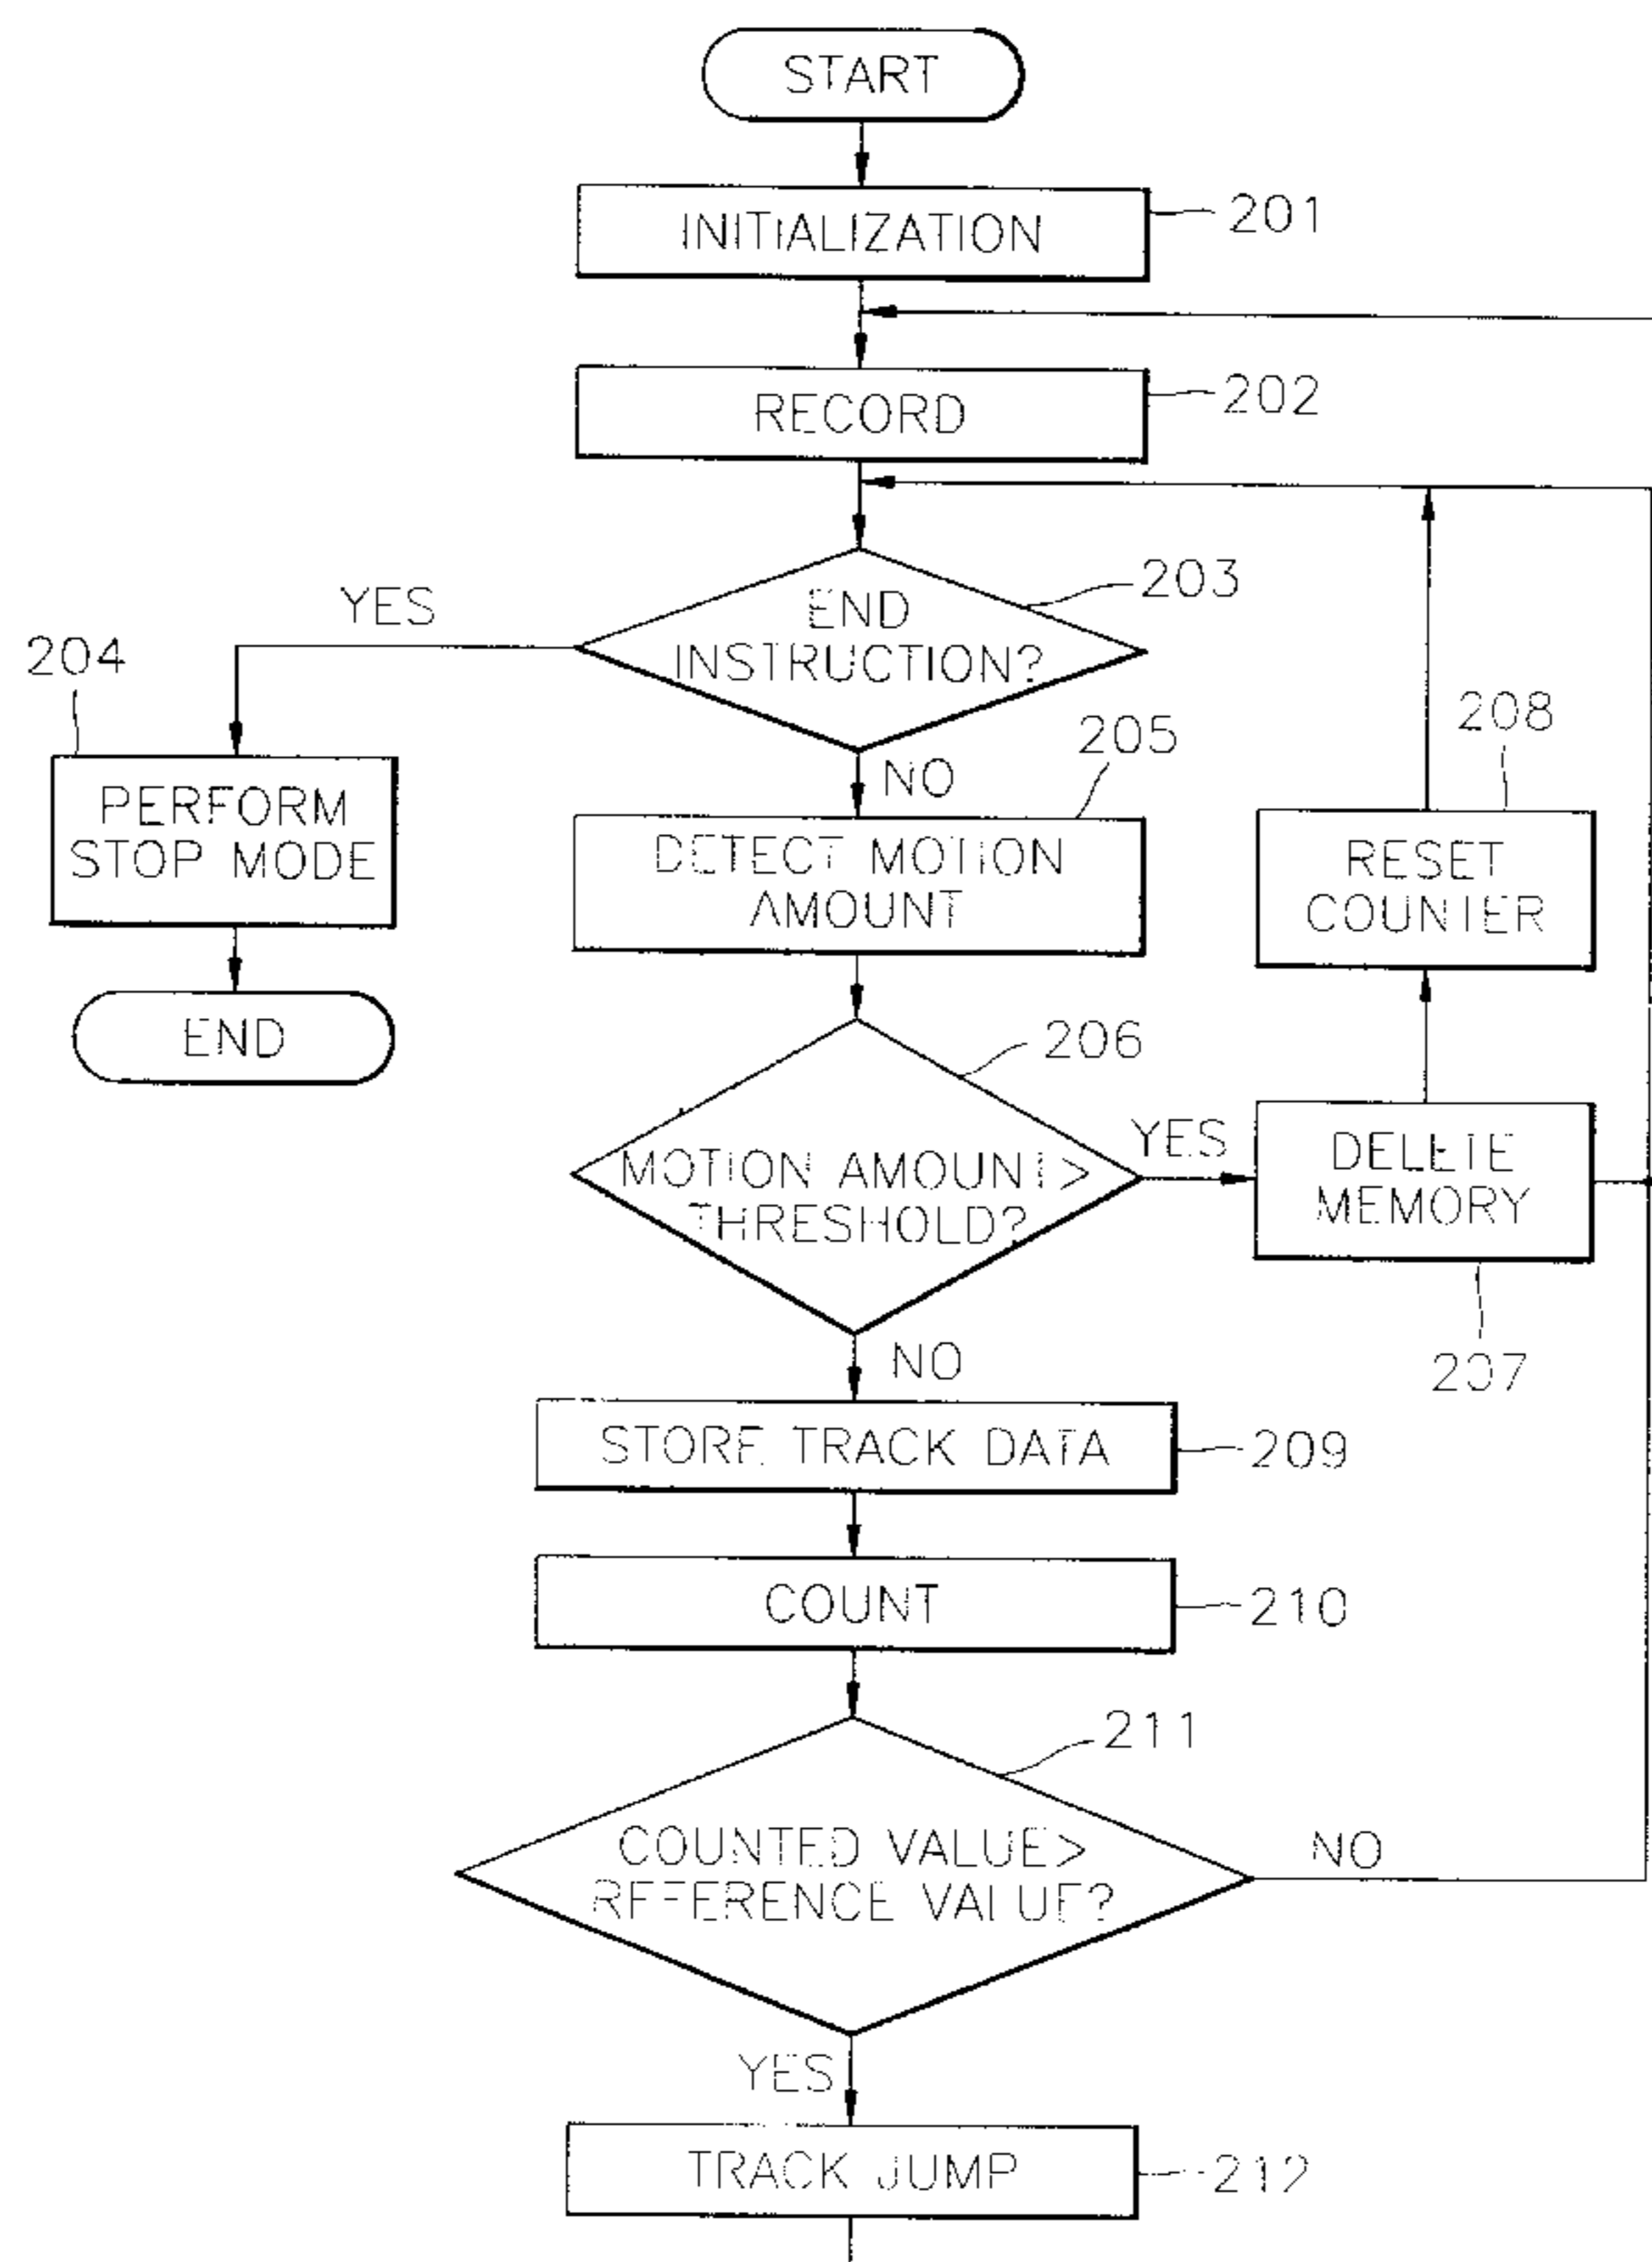 START
INITIALIZATION
201
RECORD
202
END
INSTRUCTION?
203
YES
204
PERFORM
STOP MODE
END
NO
205
DETECT MOTION
AMOUNT
208
RESET
COUNTER
206
MOTION AMOUNT>
THRESHOLD?
YES
DELETE
MEMORY
207
NO
STORE TRACK DATA
209
COUNT
210
211
COUNTED VALUE>
REFERENCE VALUE?
NO
YES
TRACK JUMP
212